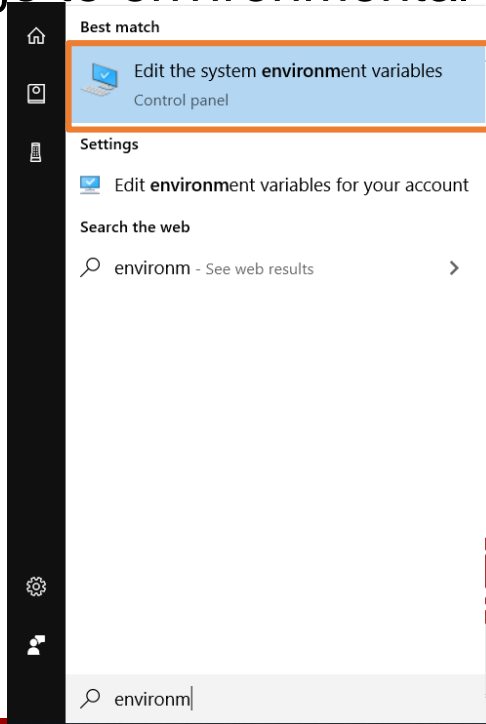 Best match
Edit the system environment variables
Control panel
Settings
Edit environment variables for your account
Search the web
environm - See web results
environm